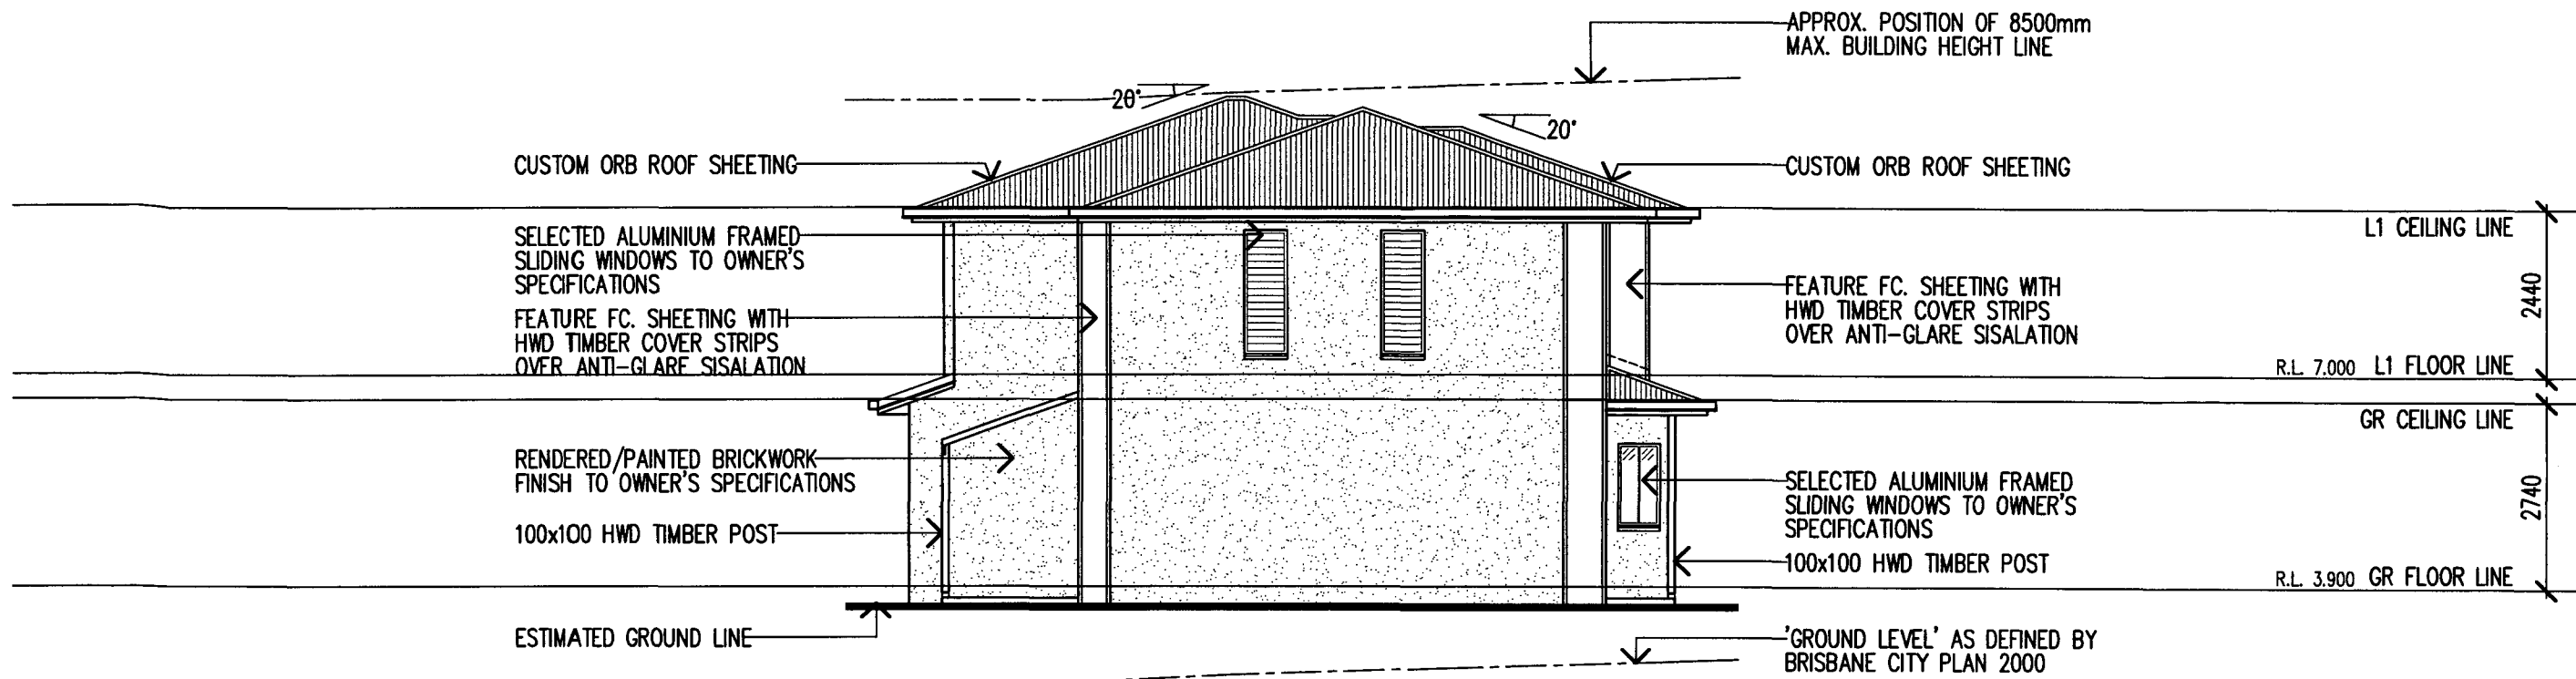 APPROX. POSITION OF 8500mm
MAX. BUILDING HEIGHT LINE
20°
20°
CUSTOM ORB ROOF SHEETING
CUSTOM ORB ROOF SHEETING
SELECTED ALUMINIUM FRAMED
SLIDING WINDOWS TO OWNER'S
SPECIFICATIONS
FEATURE FC. SHEETING WITH
HWD TIMBER COVER STRIPS
OVER ANTI-GLARE SISALATION
RENDERED/PAINTED BRICKWORK
FINISH TO OWNER'S SPECIFICATIONS
100x100 HWD TIMBER POST
ESTIMATED GROUND LINE
FEATURE FC. SHEETING WITH
HWD TIMBER COVER STRIPS
OVER ANTI-GLARE SISALATION
SELECTED ALUMINIUM FRAMED
SLIDING WINDOWS TO OWNER'S
SPECIFICATIONS
100x100 HWD TIMBER POST
'GROUND LEVEL' AS DEFINED BY
BRISBANE CITY PLAN 2000
L1 CEILING LINE
2440
R.L. 7.000 L1 FLOOR LINE
GR CEILING LINE
2740
R.L. 3.900 GR FLOOR LINE